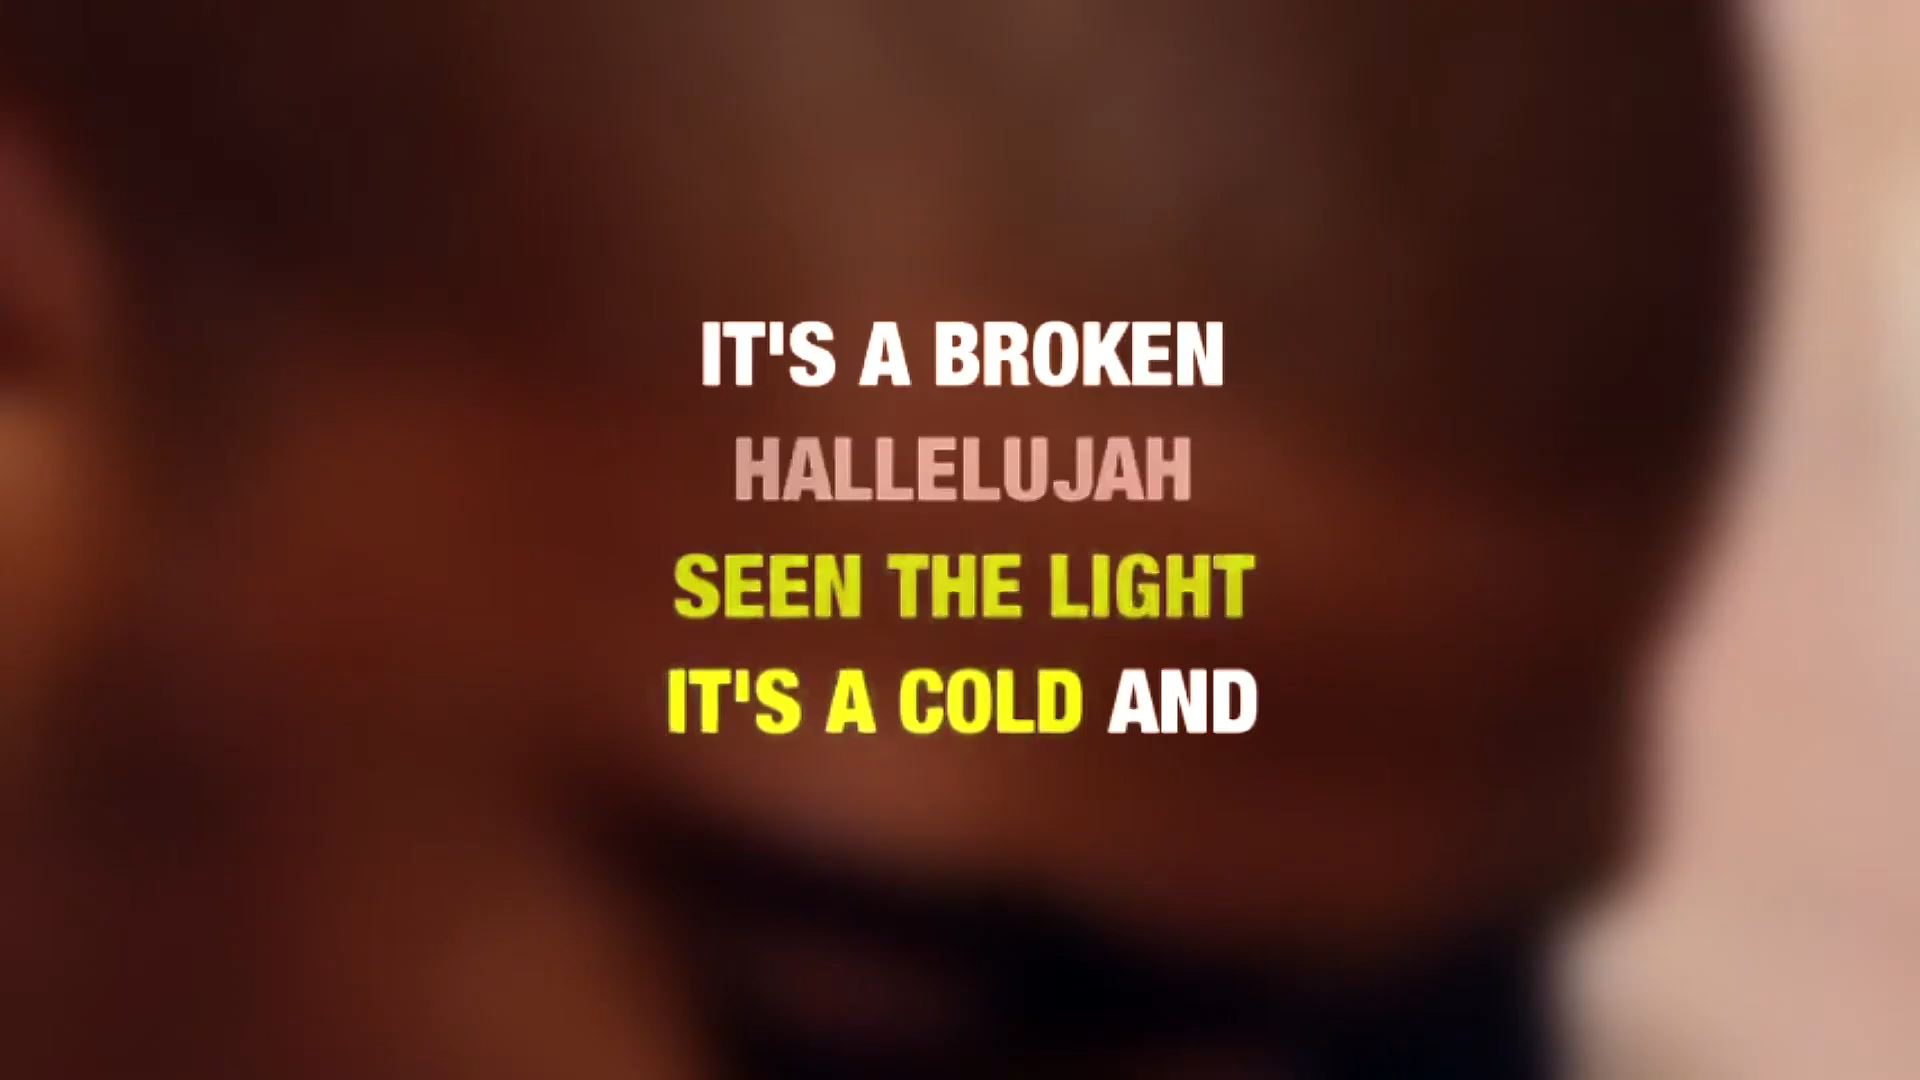 IT'S A BROKEN
HALLELUJAH
SEEN THE LIGHT
IT'S A COLD AND